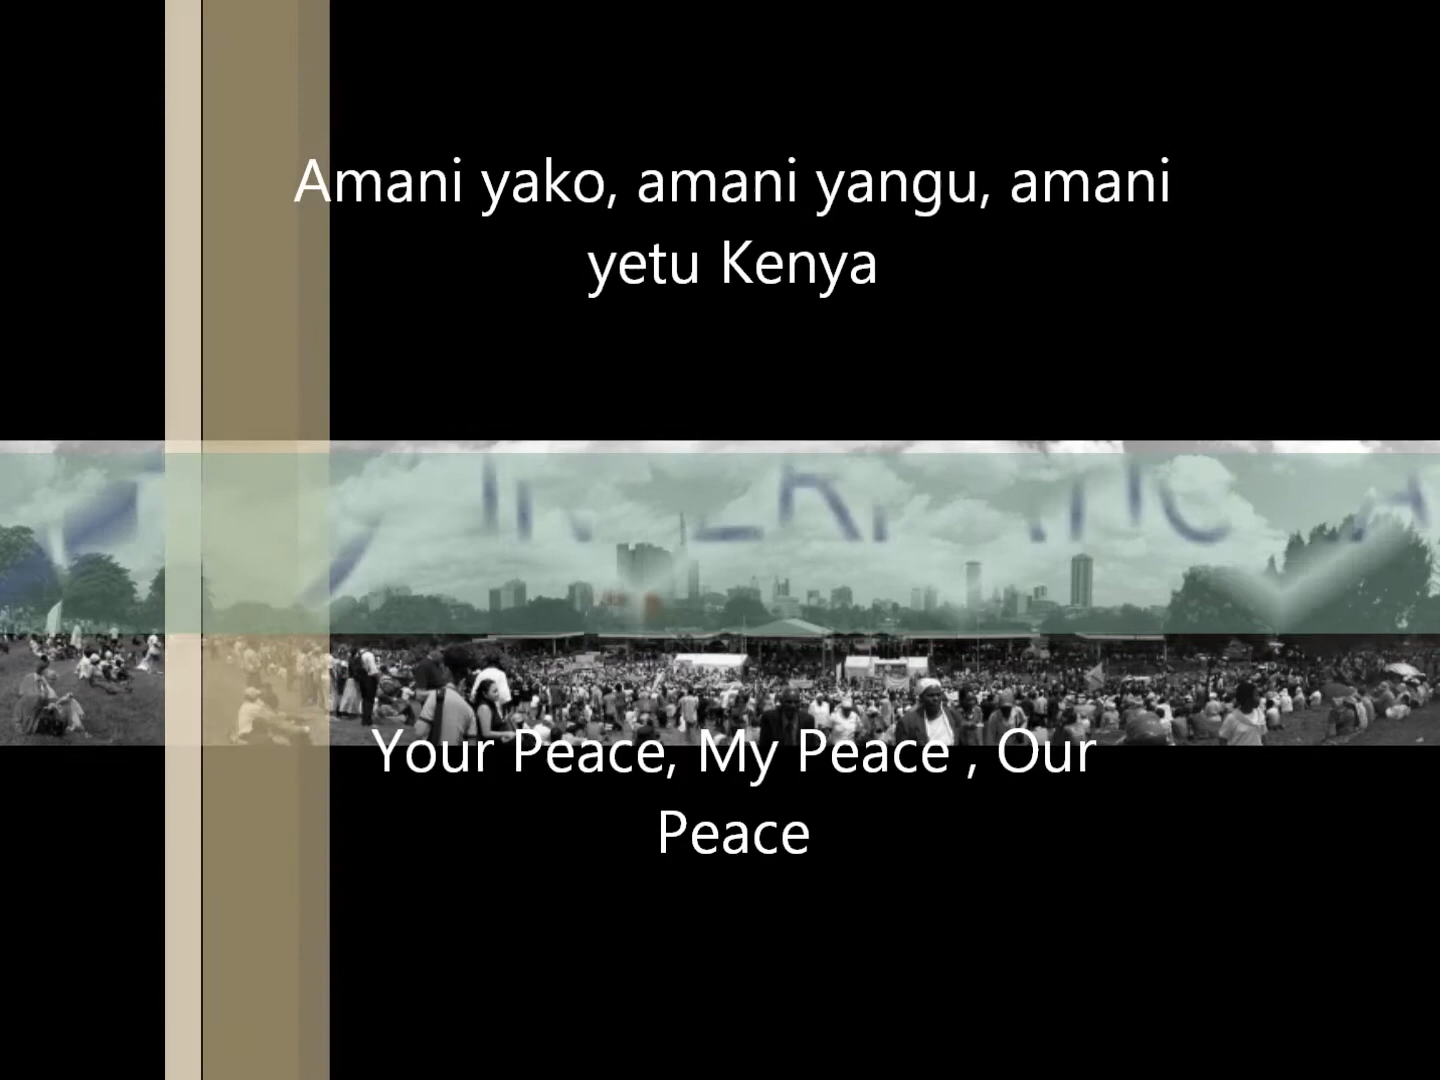 Amani yako, amani yangu, amani
yetu Kenya
Your Peace, My Peace , Our
Peace